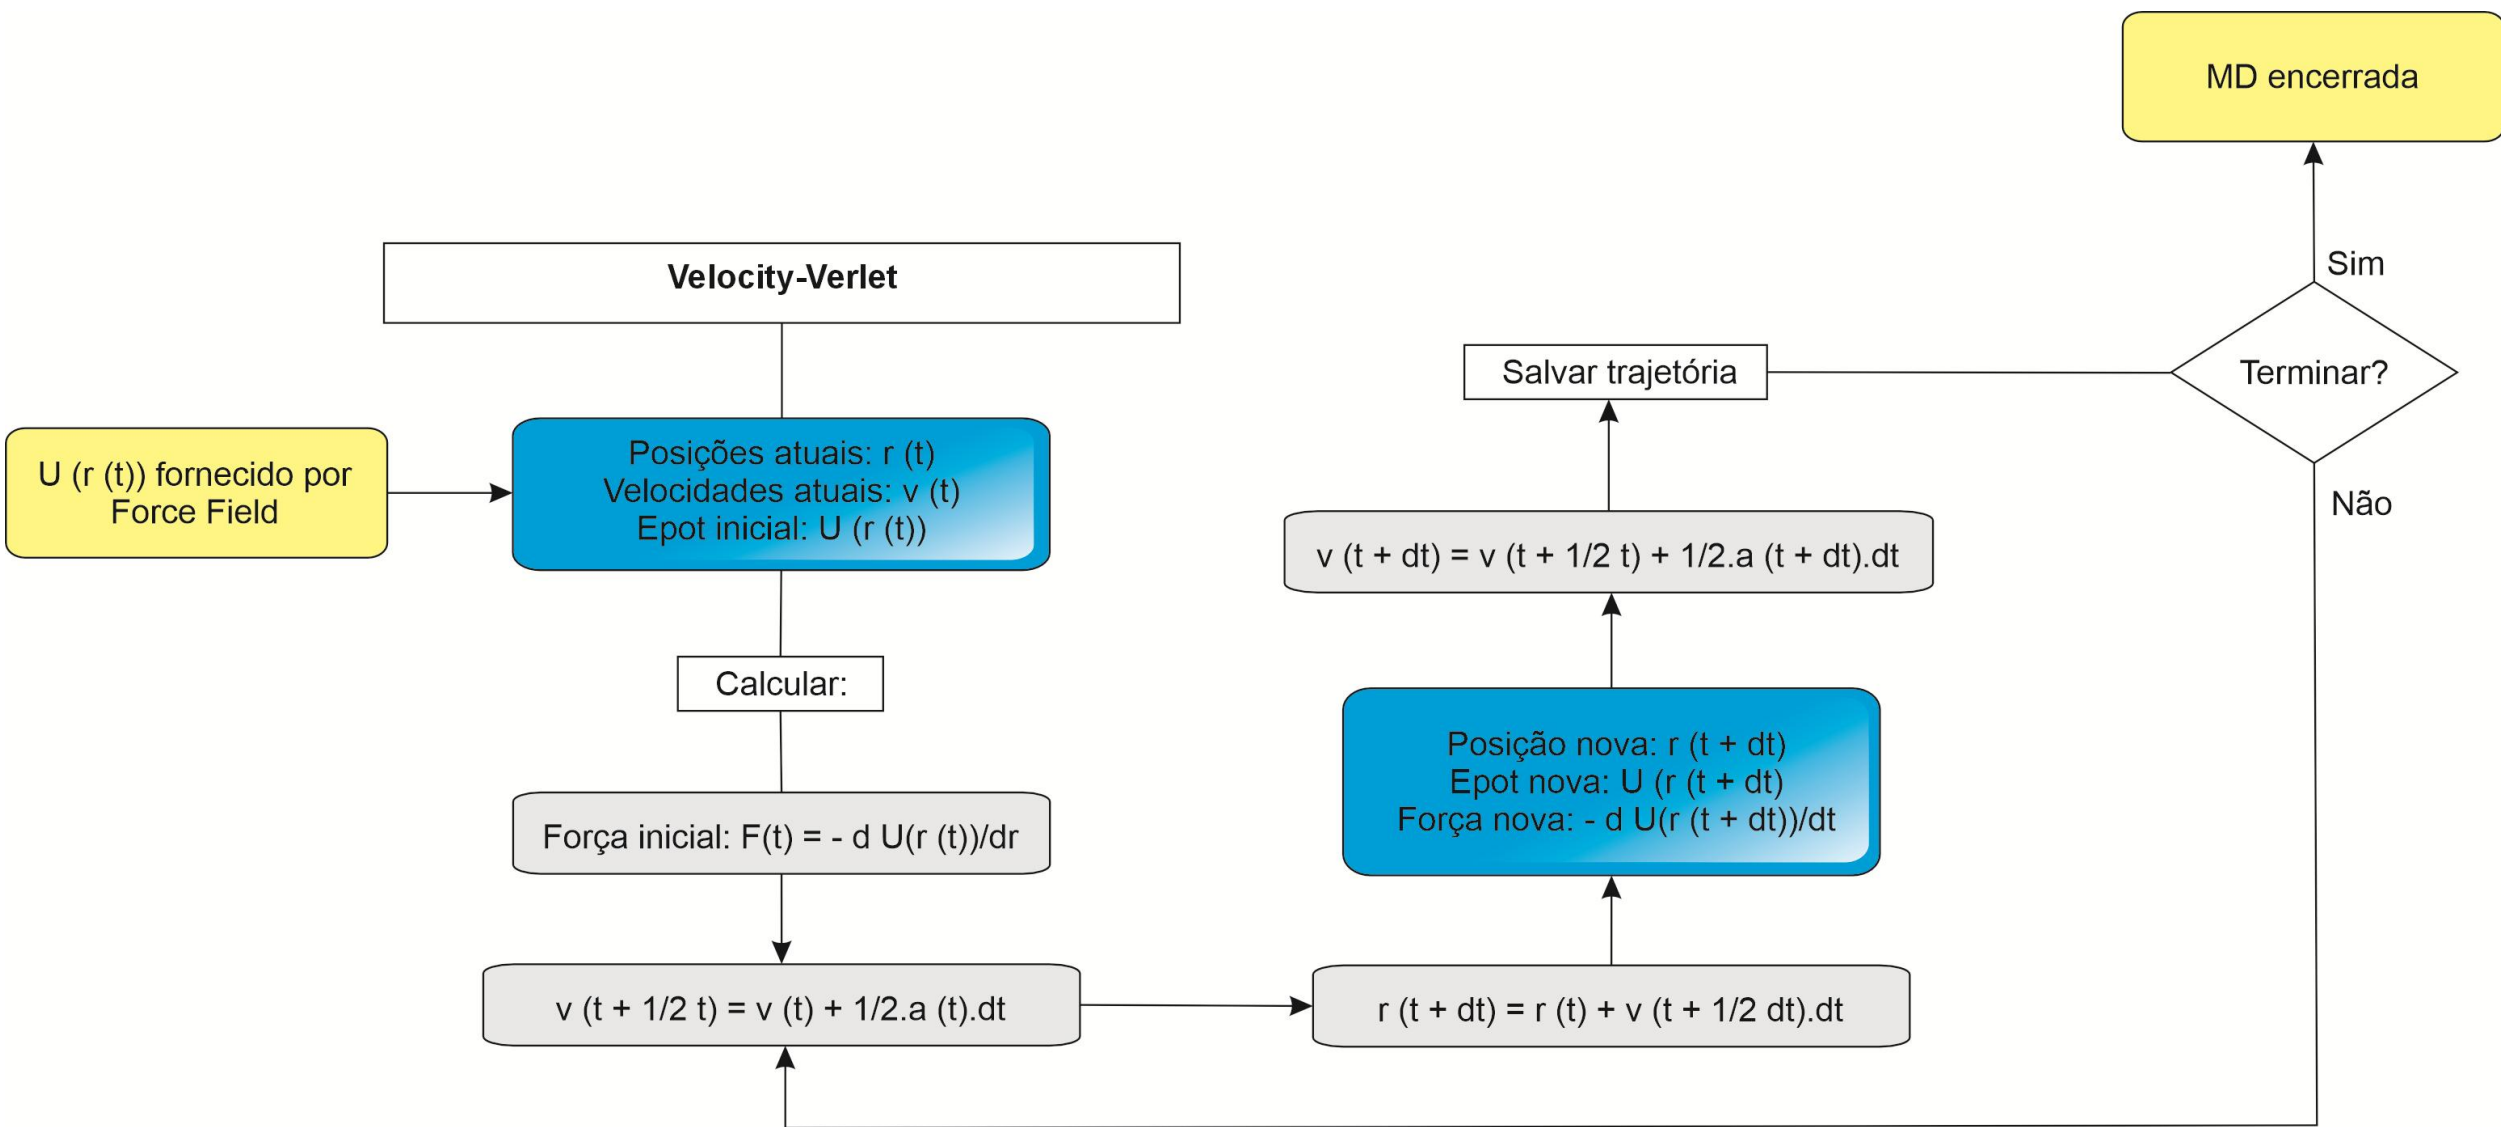 MD encerrada
Velocity-Verlet
Sim
Salvar trajetória
Terminar?
U (r (t)) fornecido por
Force Field
Posições atuais: r (t)
Velocidades atuais: v (t)
Epot inicial: U (r (t))
Não
v (t + dt) = v (t + 1/2 t) + 1/2.a (t + dt).dt
Calcular:
Posição nova: r (t + dt)
Epot nova: U (r (t + dt)
Força nova: - d U(r (t + dt))/dt
Força inicial: F(t) = - d U(r (t))/dr
v (t + 1/2 t) = v (t) + 1/2.a (t).dt
r (t + dt) = r (t) + v (t + 1/2 dt).dt